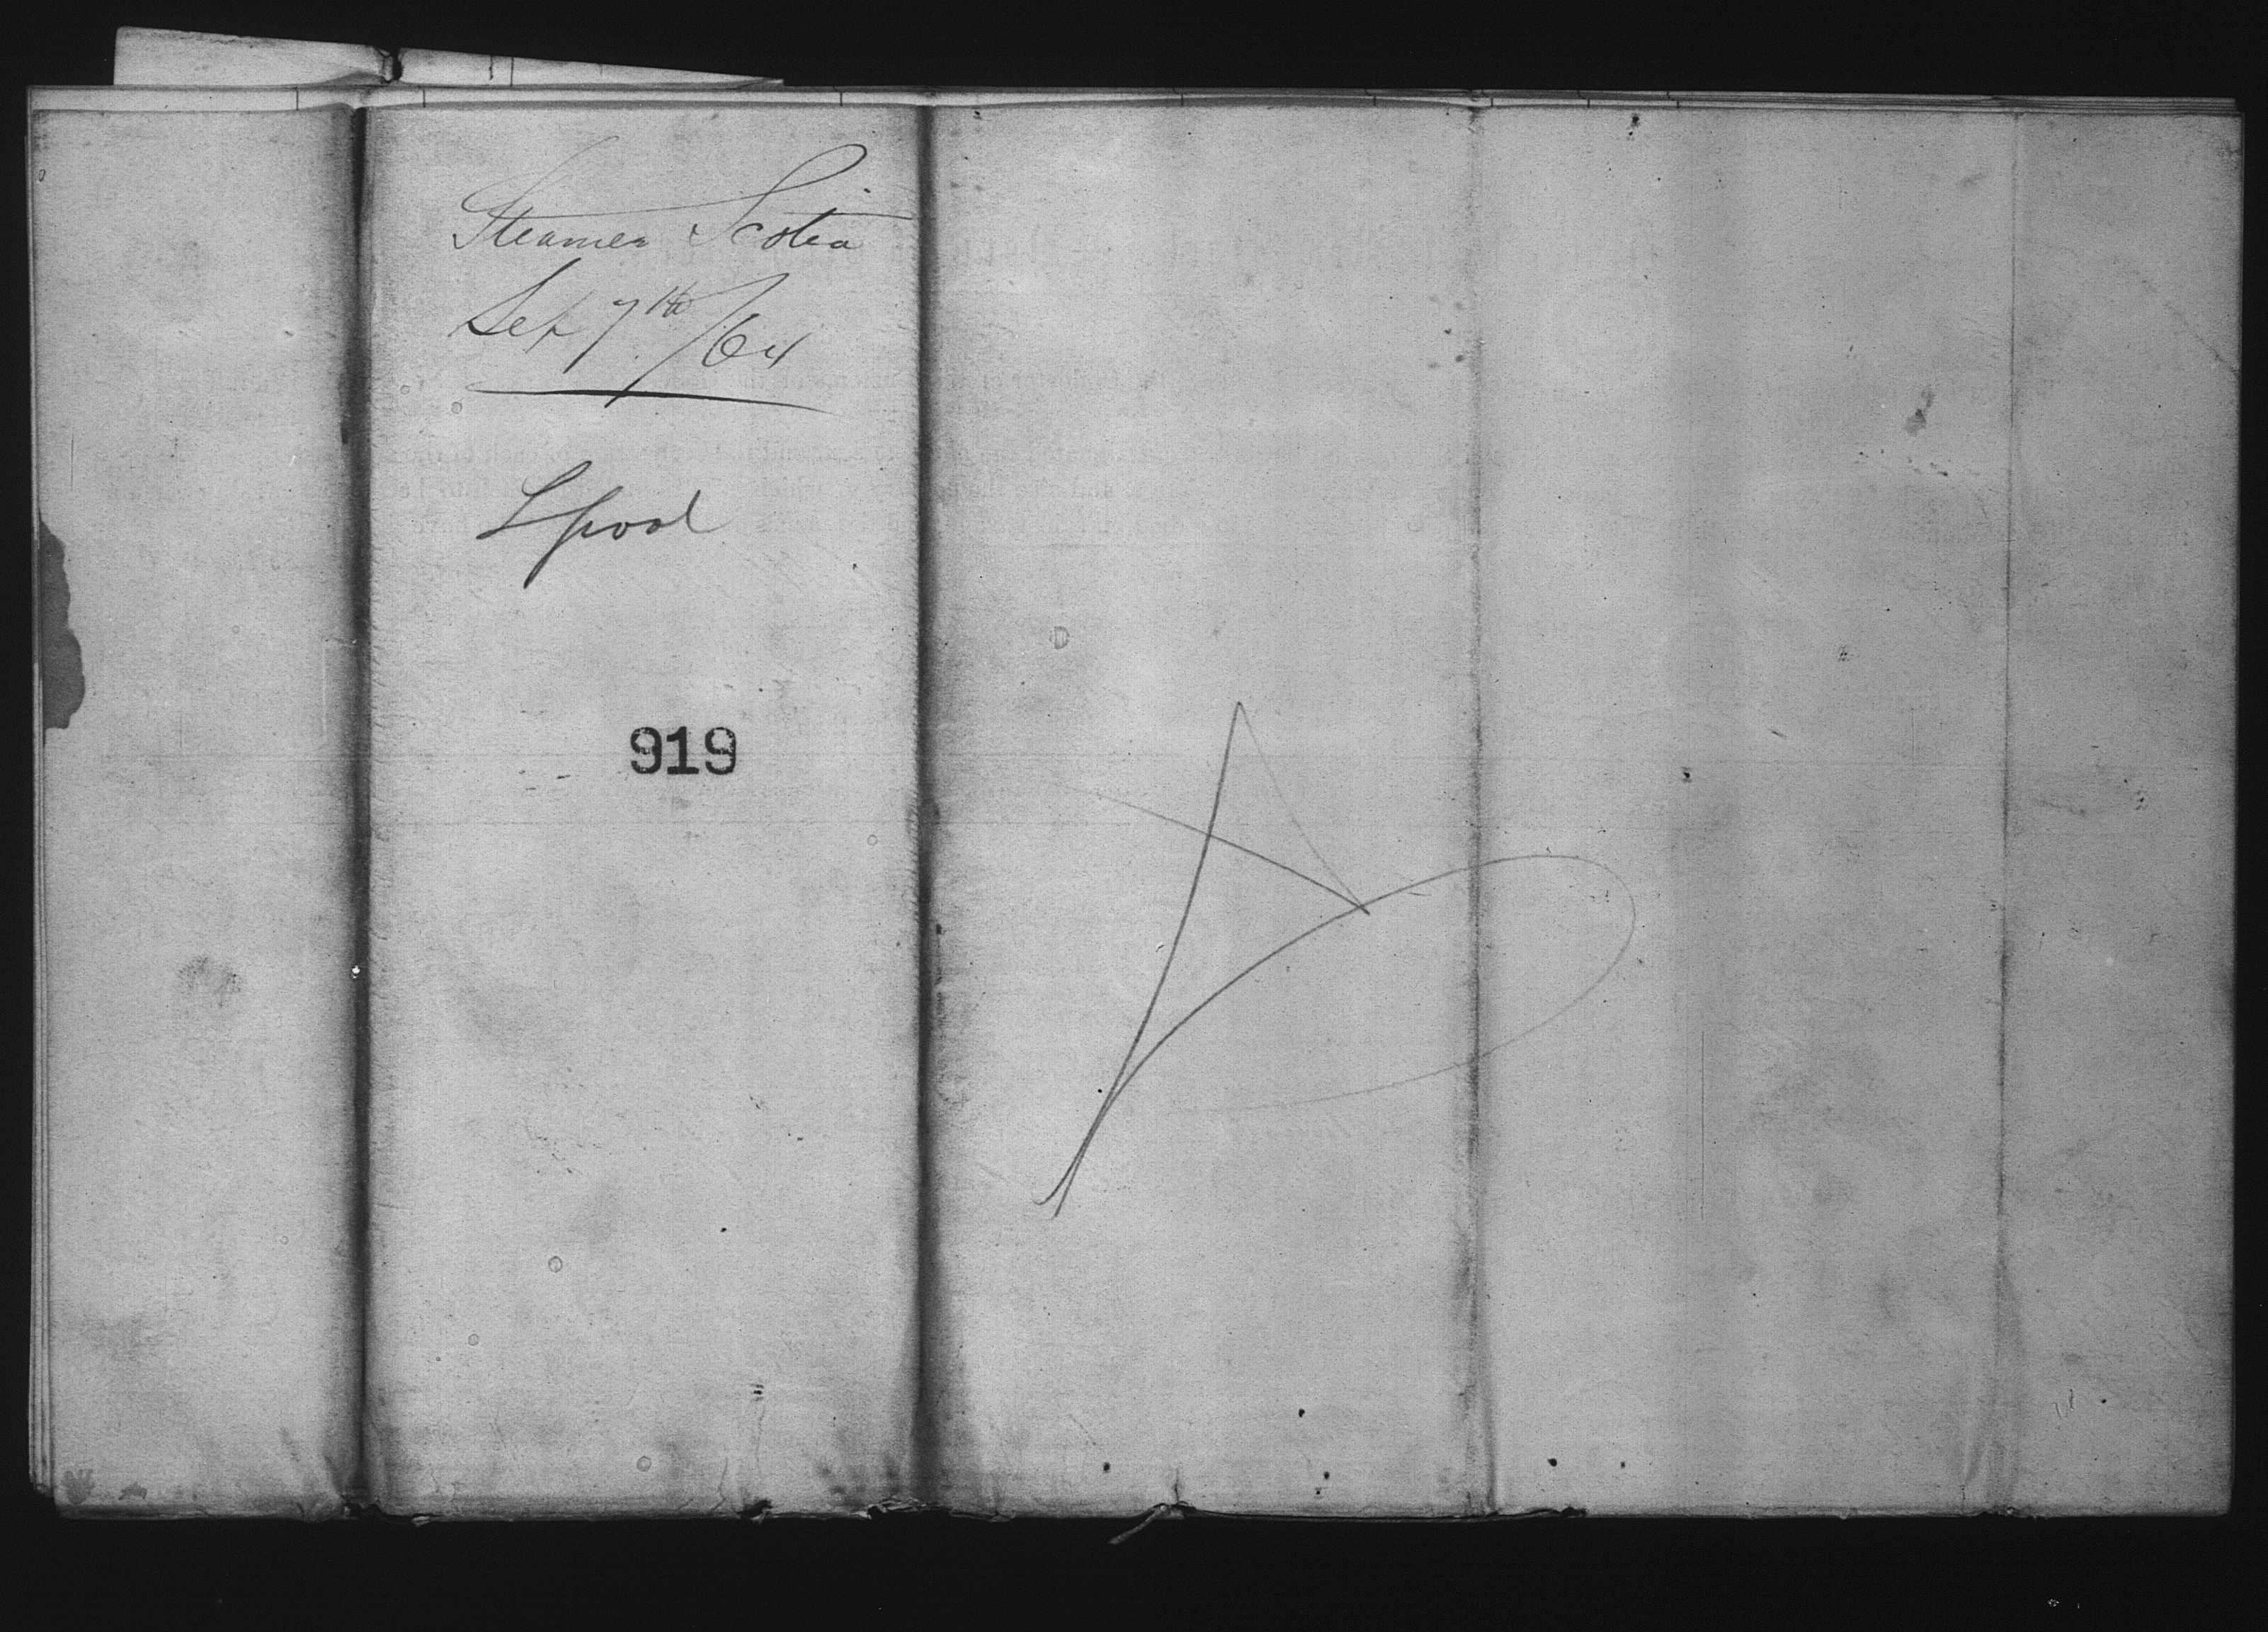 Steamer Scotia
Sep 7th /64
Lpool
919